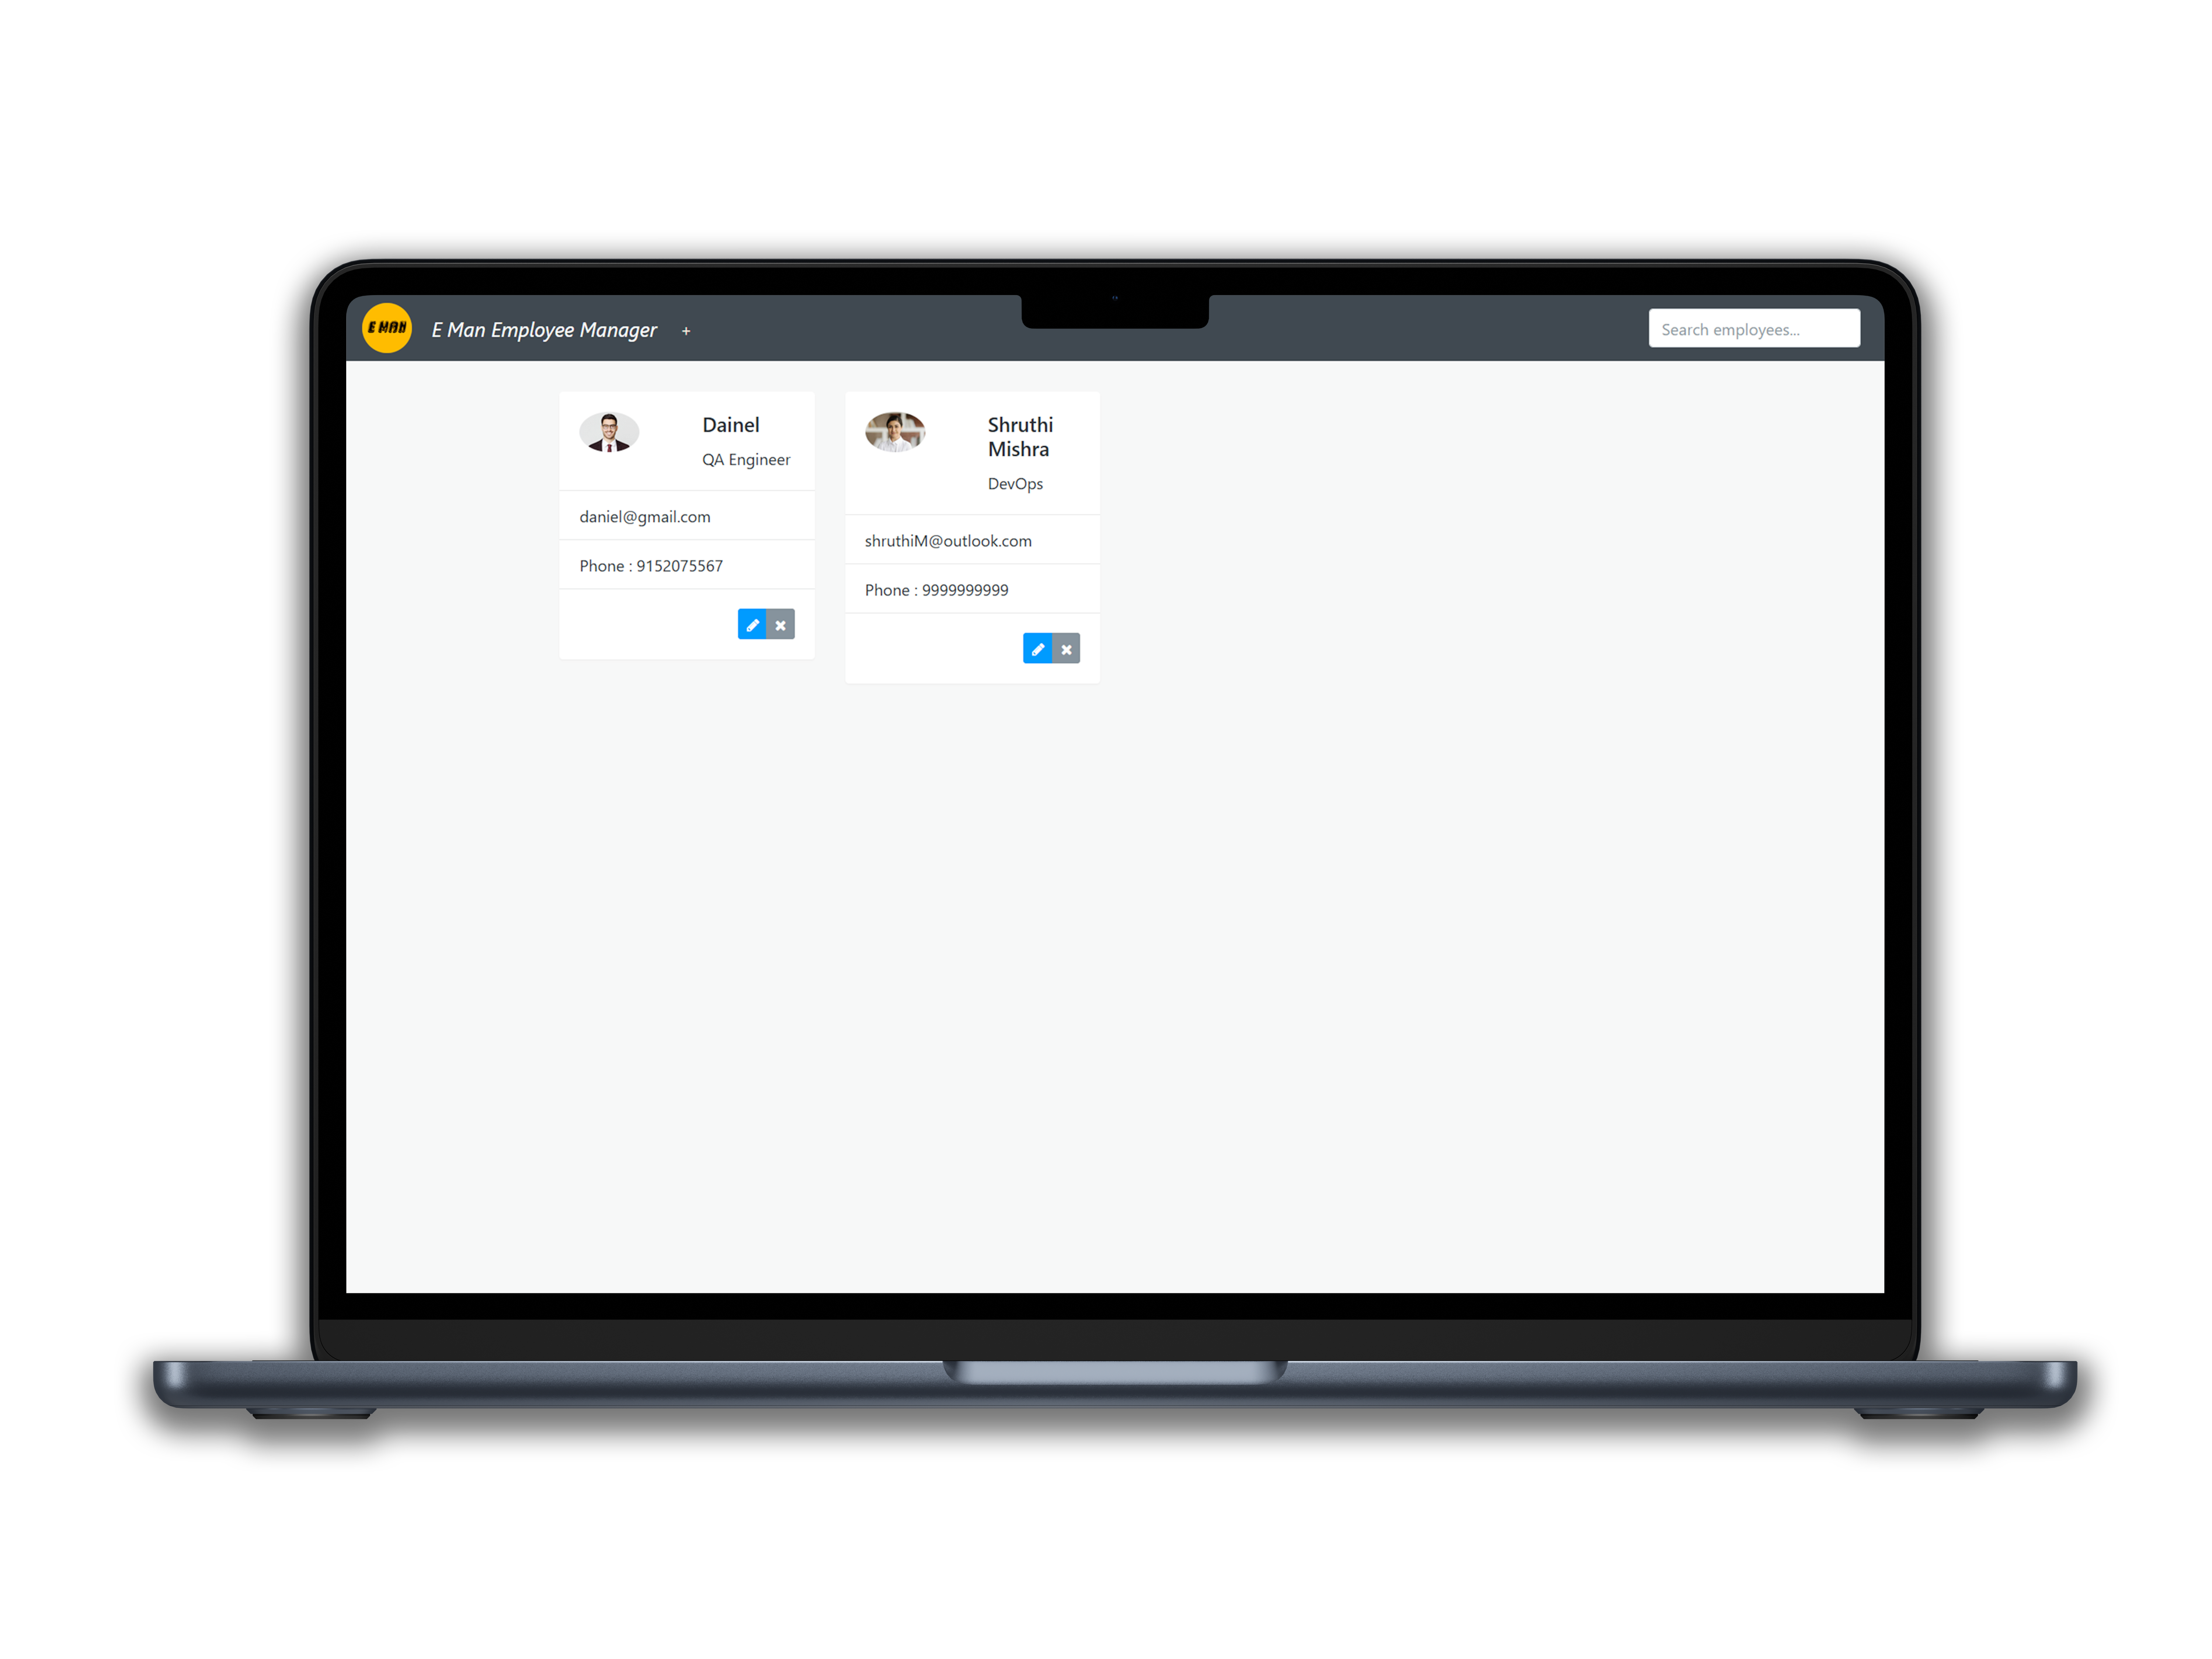 E MAN
E Man Employee Manager +
Search employees...
Dainel
QA Engineer
daniel@gmail.com
Phone : 9152075567
Shruthi
Mishra
DevOps
shruthiM@outlook.com
Phone : 9999999999